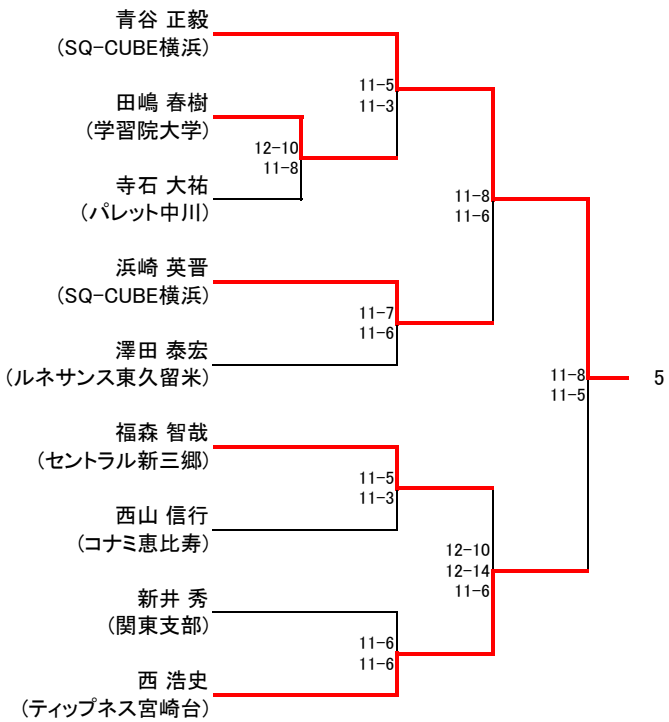 青谷 正毅
(SQ-CUBE横浜)
田嶋 春樹
(学習院大学)
寺石 大祐
(パレット中川)
浜崎 英晋
(SQ-CUBE横浜)
澤田 泰宏
(ルネサンス東久留米)
福森 智哉
(セントラル新三郷)
西山 信行
(コナミ恵比寿)
新井 秀
(関東支部)
西 浩史
(ティップネス宮崎台)
12-10
11-8
11-5
11-3
11-7
11-6
11-5
11-3
11-6
11-6
11-8
11-6
12-10
12-14
11-6
11-8
11-5
5